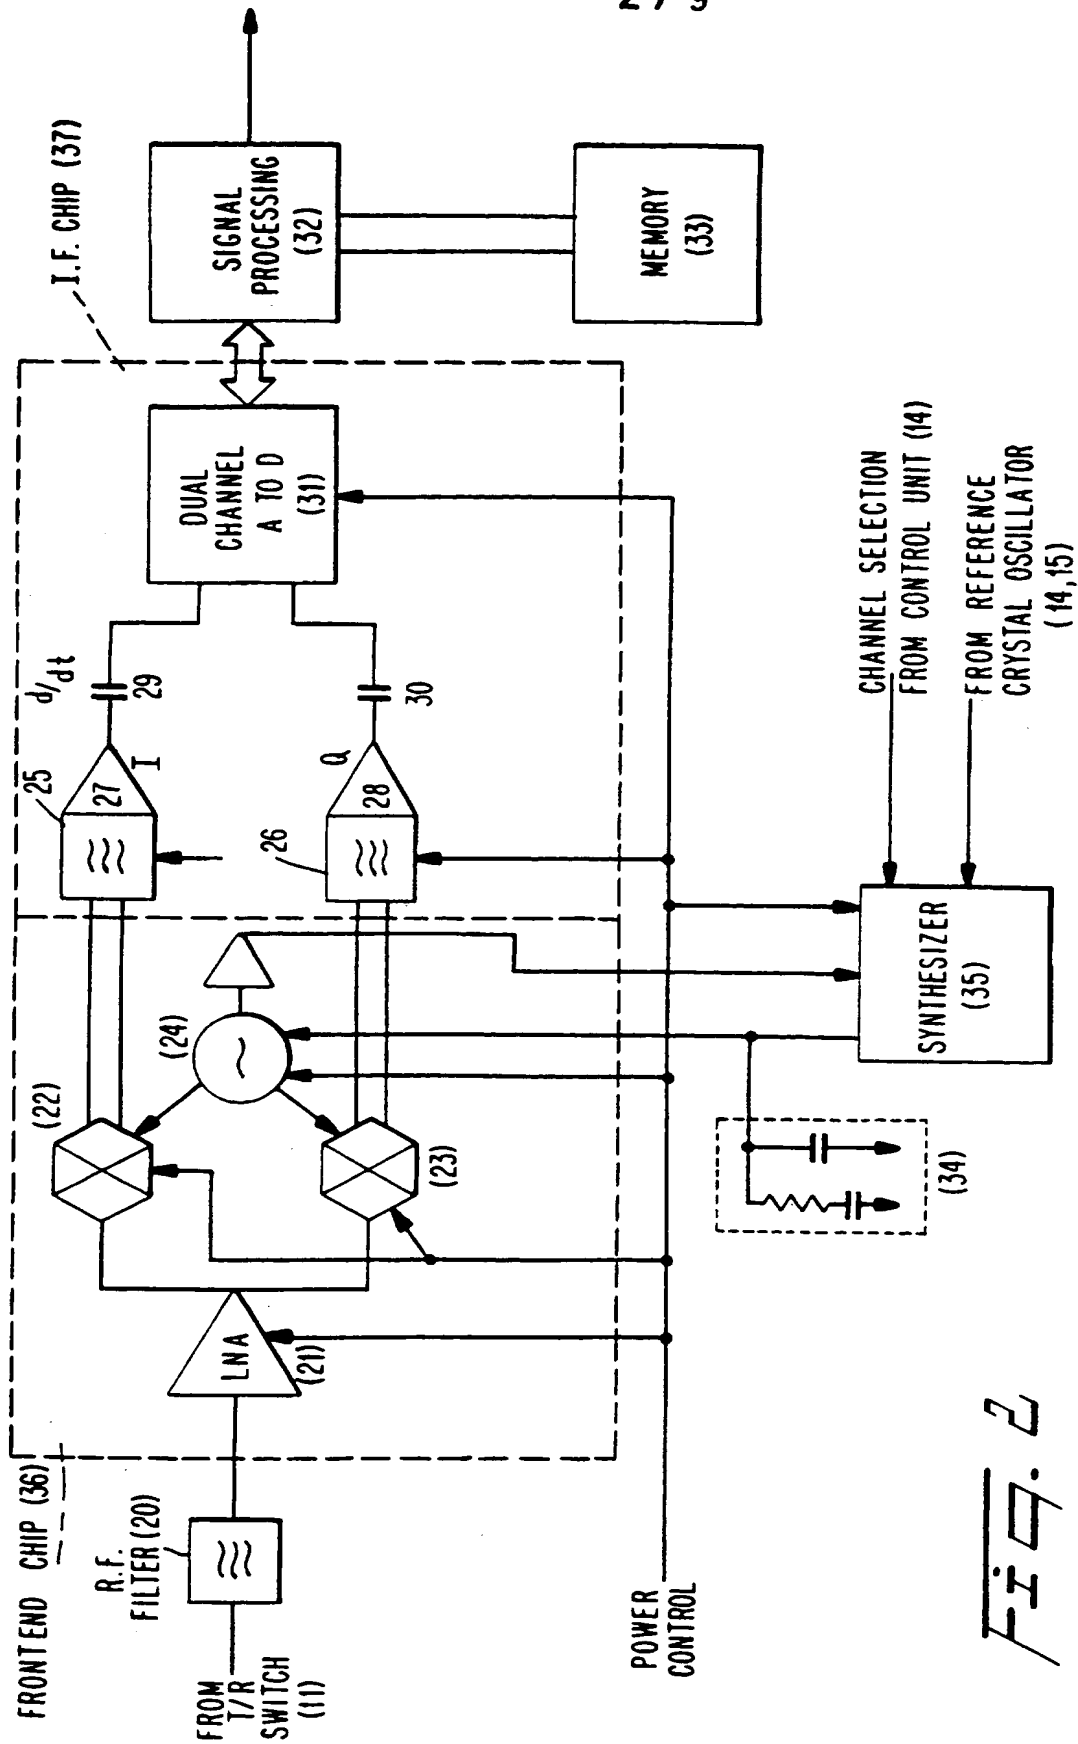 2 / 9
FRONTEND CHIP (36)
I.F. CHIP (37)
FROM
T/R
SWITCH
(11)
R.F.
FILTER (20)
LNA
(21)
(22)
(23)
(24)
25
27
I
26
28
Q
d/dt
29
30
DUAL
CHANNEL
A TO D
(31)
SIGNAL
PROCESSING
(32)
MEMORY
(33)
POWER
CONTROL
(34)
SYNTHESIZER
(35)
CHANNEL SELECTION
FROM CONTROL UNIT (14)
FROM REFERENCE
CRYSTAL OSCILLATOR
(14,15)
Fig. 2